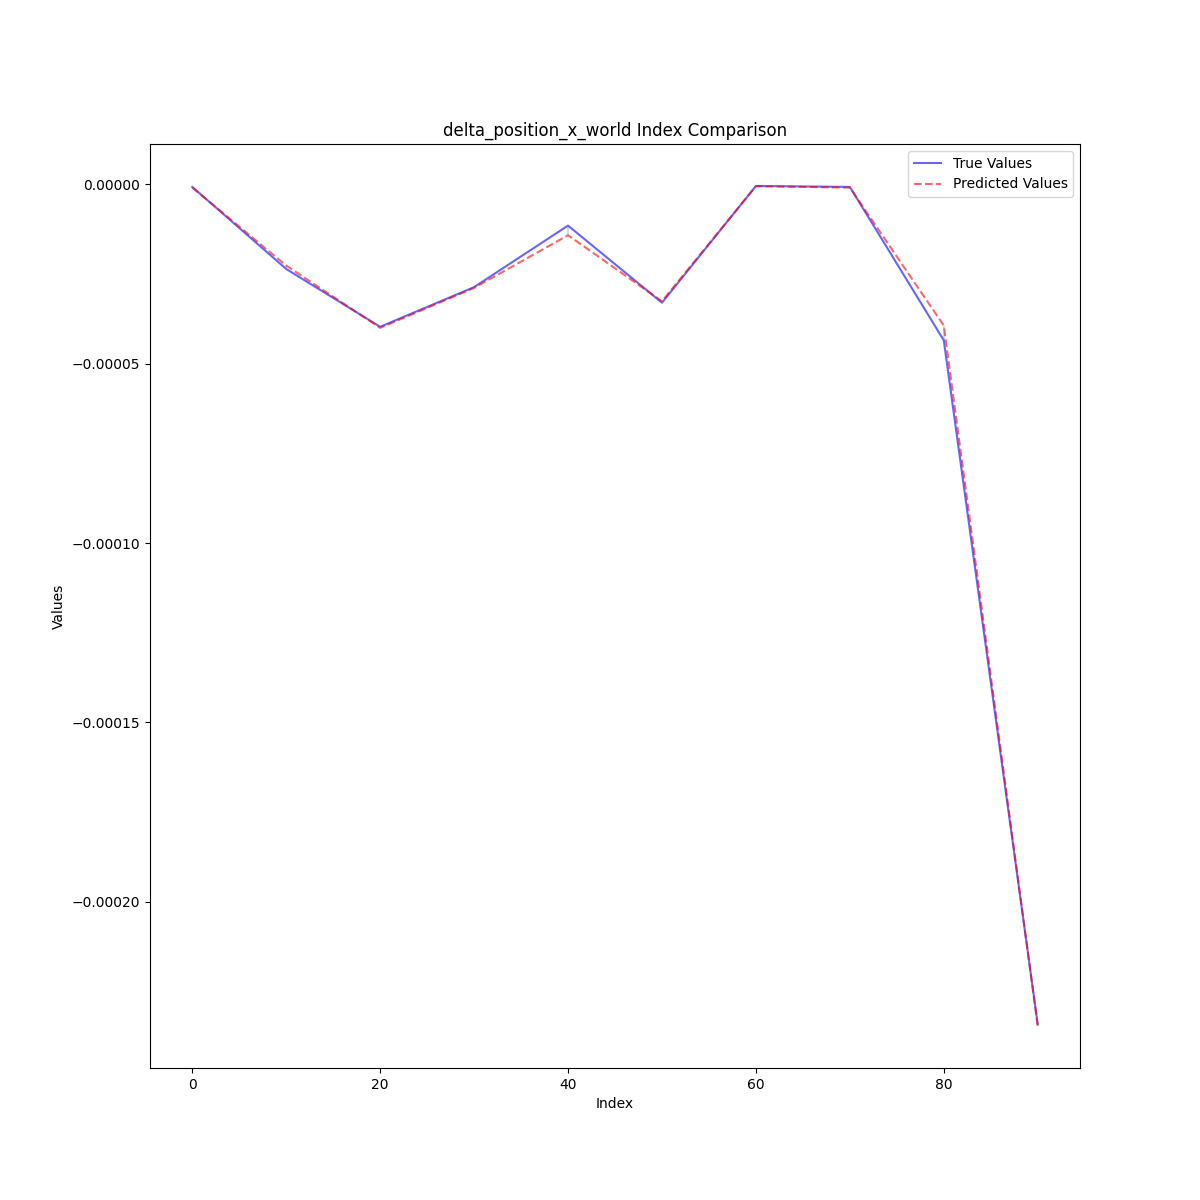 delta_position_x_world Index Comparison
True Values
Predicted Values
0.00000
−0.00005
−0.00010
−0.00015
−0.00020
Values
0
20
40
60
80
Index